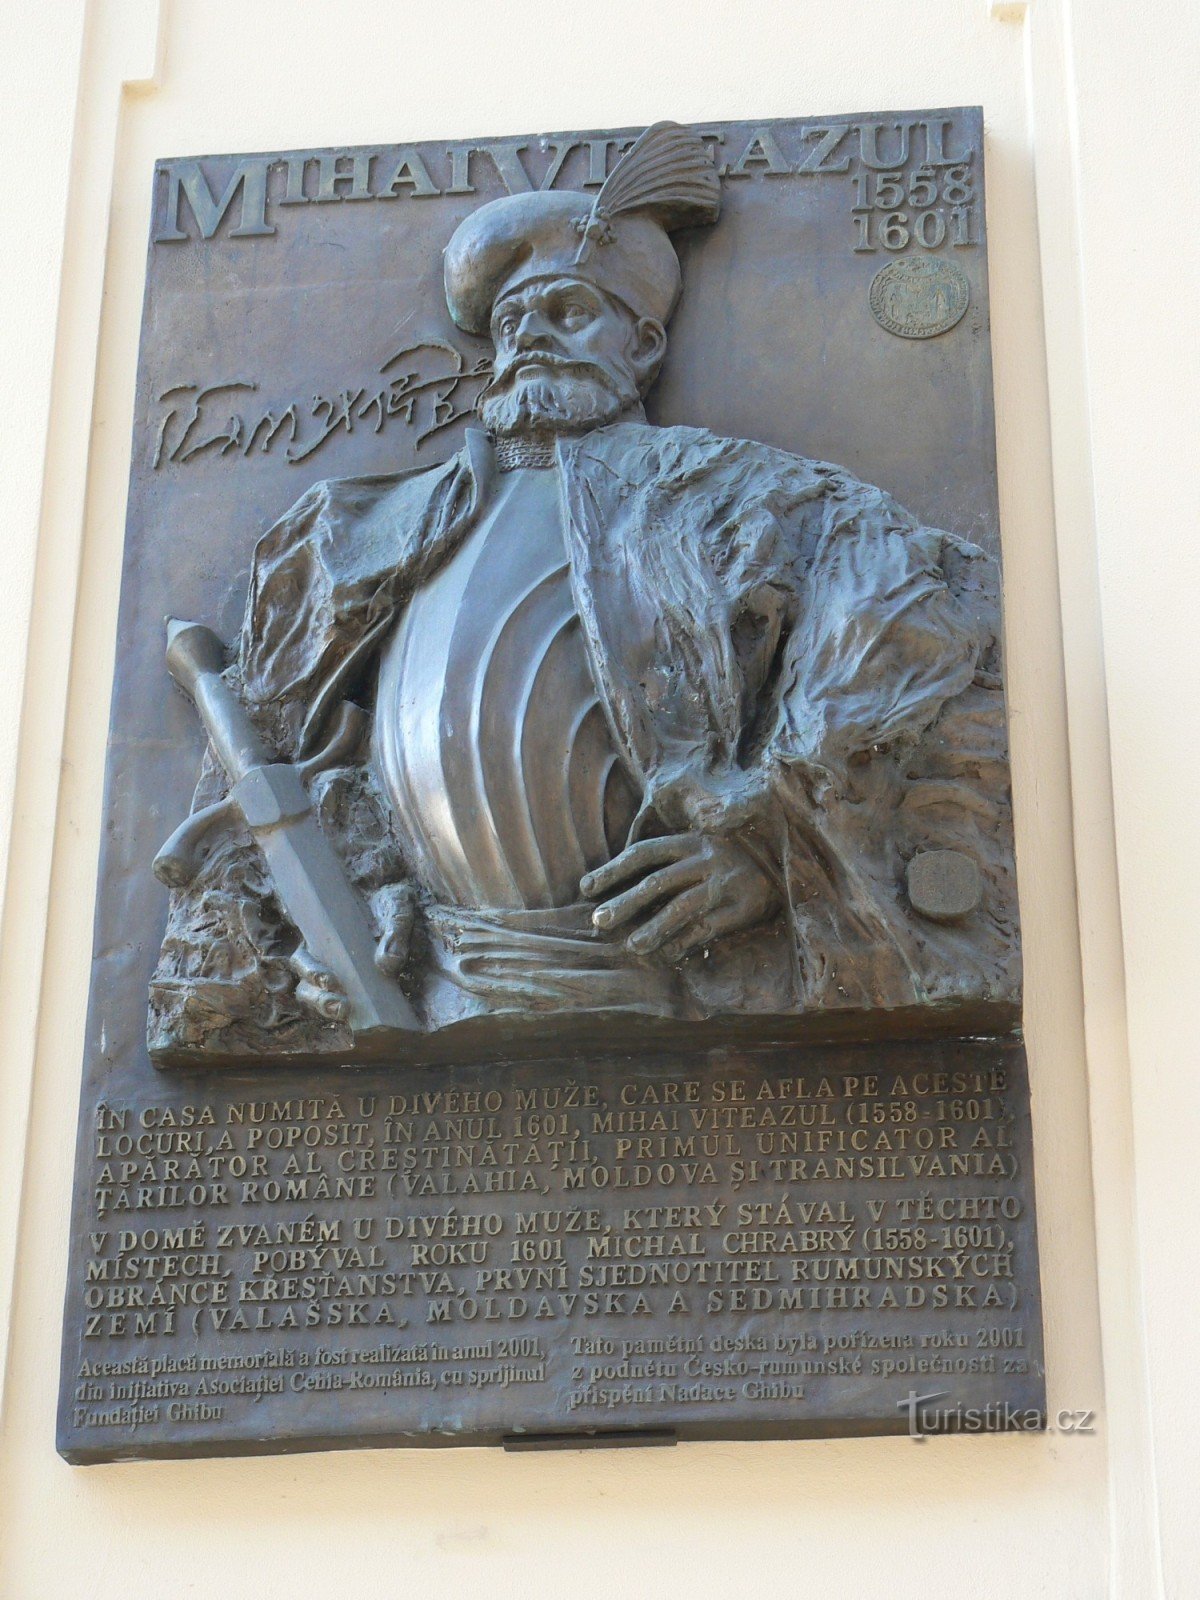 MIHAI VITEAZUL
1558
1601
ÎN CASA NUMITĂ U DIVÉHO MUŽE, CARE SE AFLA PE ACESTE
LOCURI, A POPOSIT, ÎN ANUL 1601, MIHAI VITEAZUL (1558-1601),
APĂRĂTOR AL CREȘTINĂTĂȚII, PRIMUL UNIFICATOR AL
ȚĂRILOR ROMÂNE (VALAHIA, MOLDOVA ȘI TRANSILVANIA)
V DOMĚ ZVANÉM U DIVÉHO MUŽE, KTERÝ STÁVAL V TĚCHTO
MÍSTECH, POBÝVAL ROKU 1601 MICHAL CHRABRÝ (1558-1601),
OBRÁNCE KŘESŤANSTVA, PRVNÍ SJEDNOTITEL RUMUNSKÝCH
ZEMÍ (VALAŠSKA, MOLDAVSKA A SEDMIHRADSKA)
Această placă memorială a fost realizată în anul 2001,
din inițiativa Asociației Cehia-România, cu sprijinul
Fundației Ghibu
Tato pamětní deska byla pořízena roku 2001
z podnětu Česko-rumunské společnosti za
přispění Nadace Ghibu
Turistika.cz